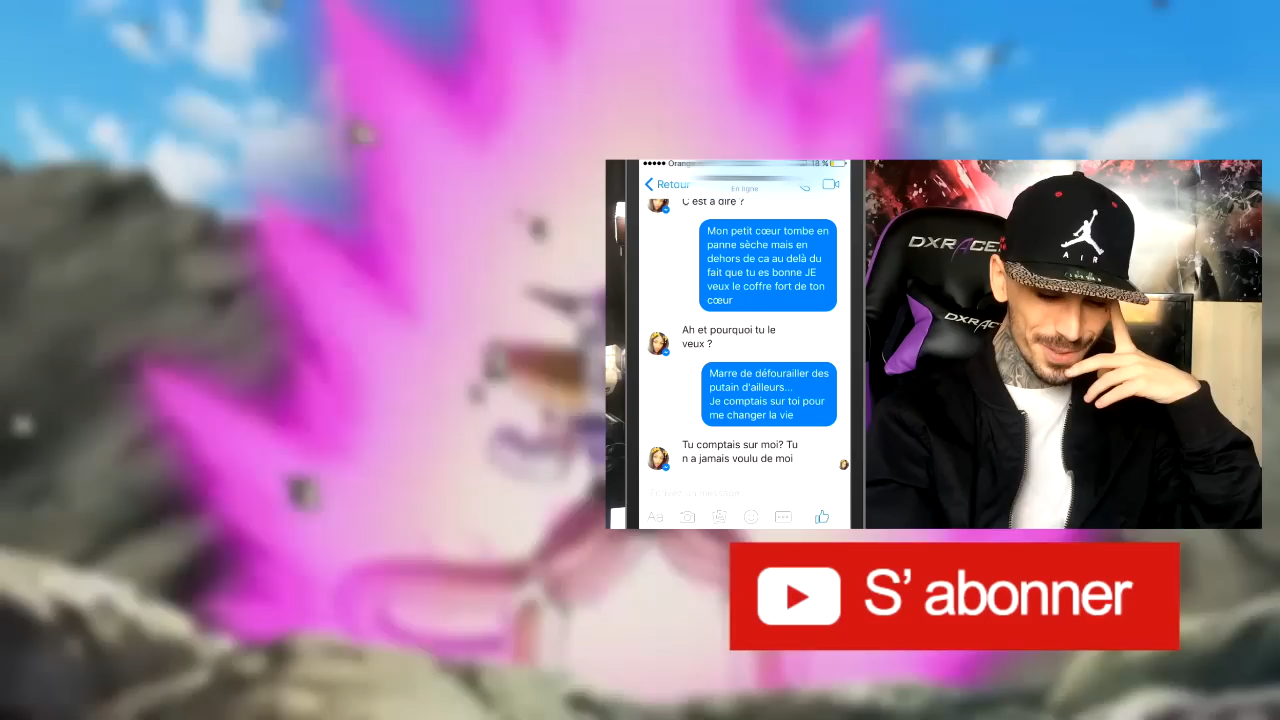 Orange
18 %
Retour
En ligne
C'est à dire ?
Mon petit cœur tombe en
panne sèche mais en
dehors de ca au delà du
fait que tu es bonne JE
veux le coffre fort de ton
cœur
Ah et pourquoi tu le
veux ?
Marre de défourailler des
putain d'ailleurs...
Je comptais sur toi pour
me changer la vie
Tu comptais sur moi? Tu
n a jamais voulu de moi
Aa
DXRACE
DXRAC
AIR
S' abonner